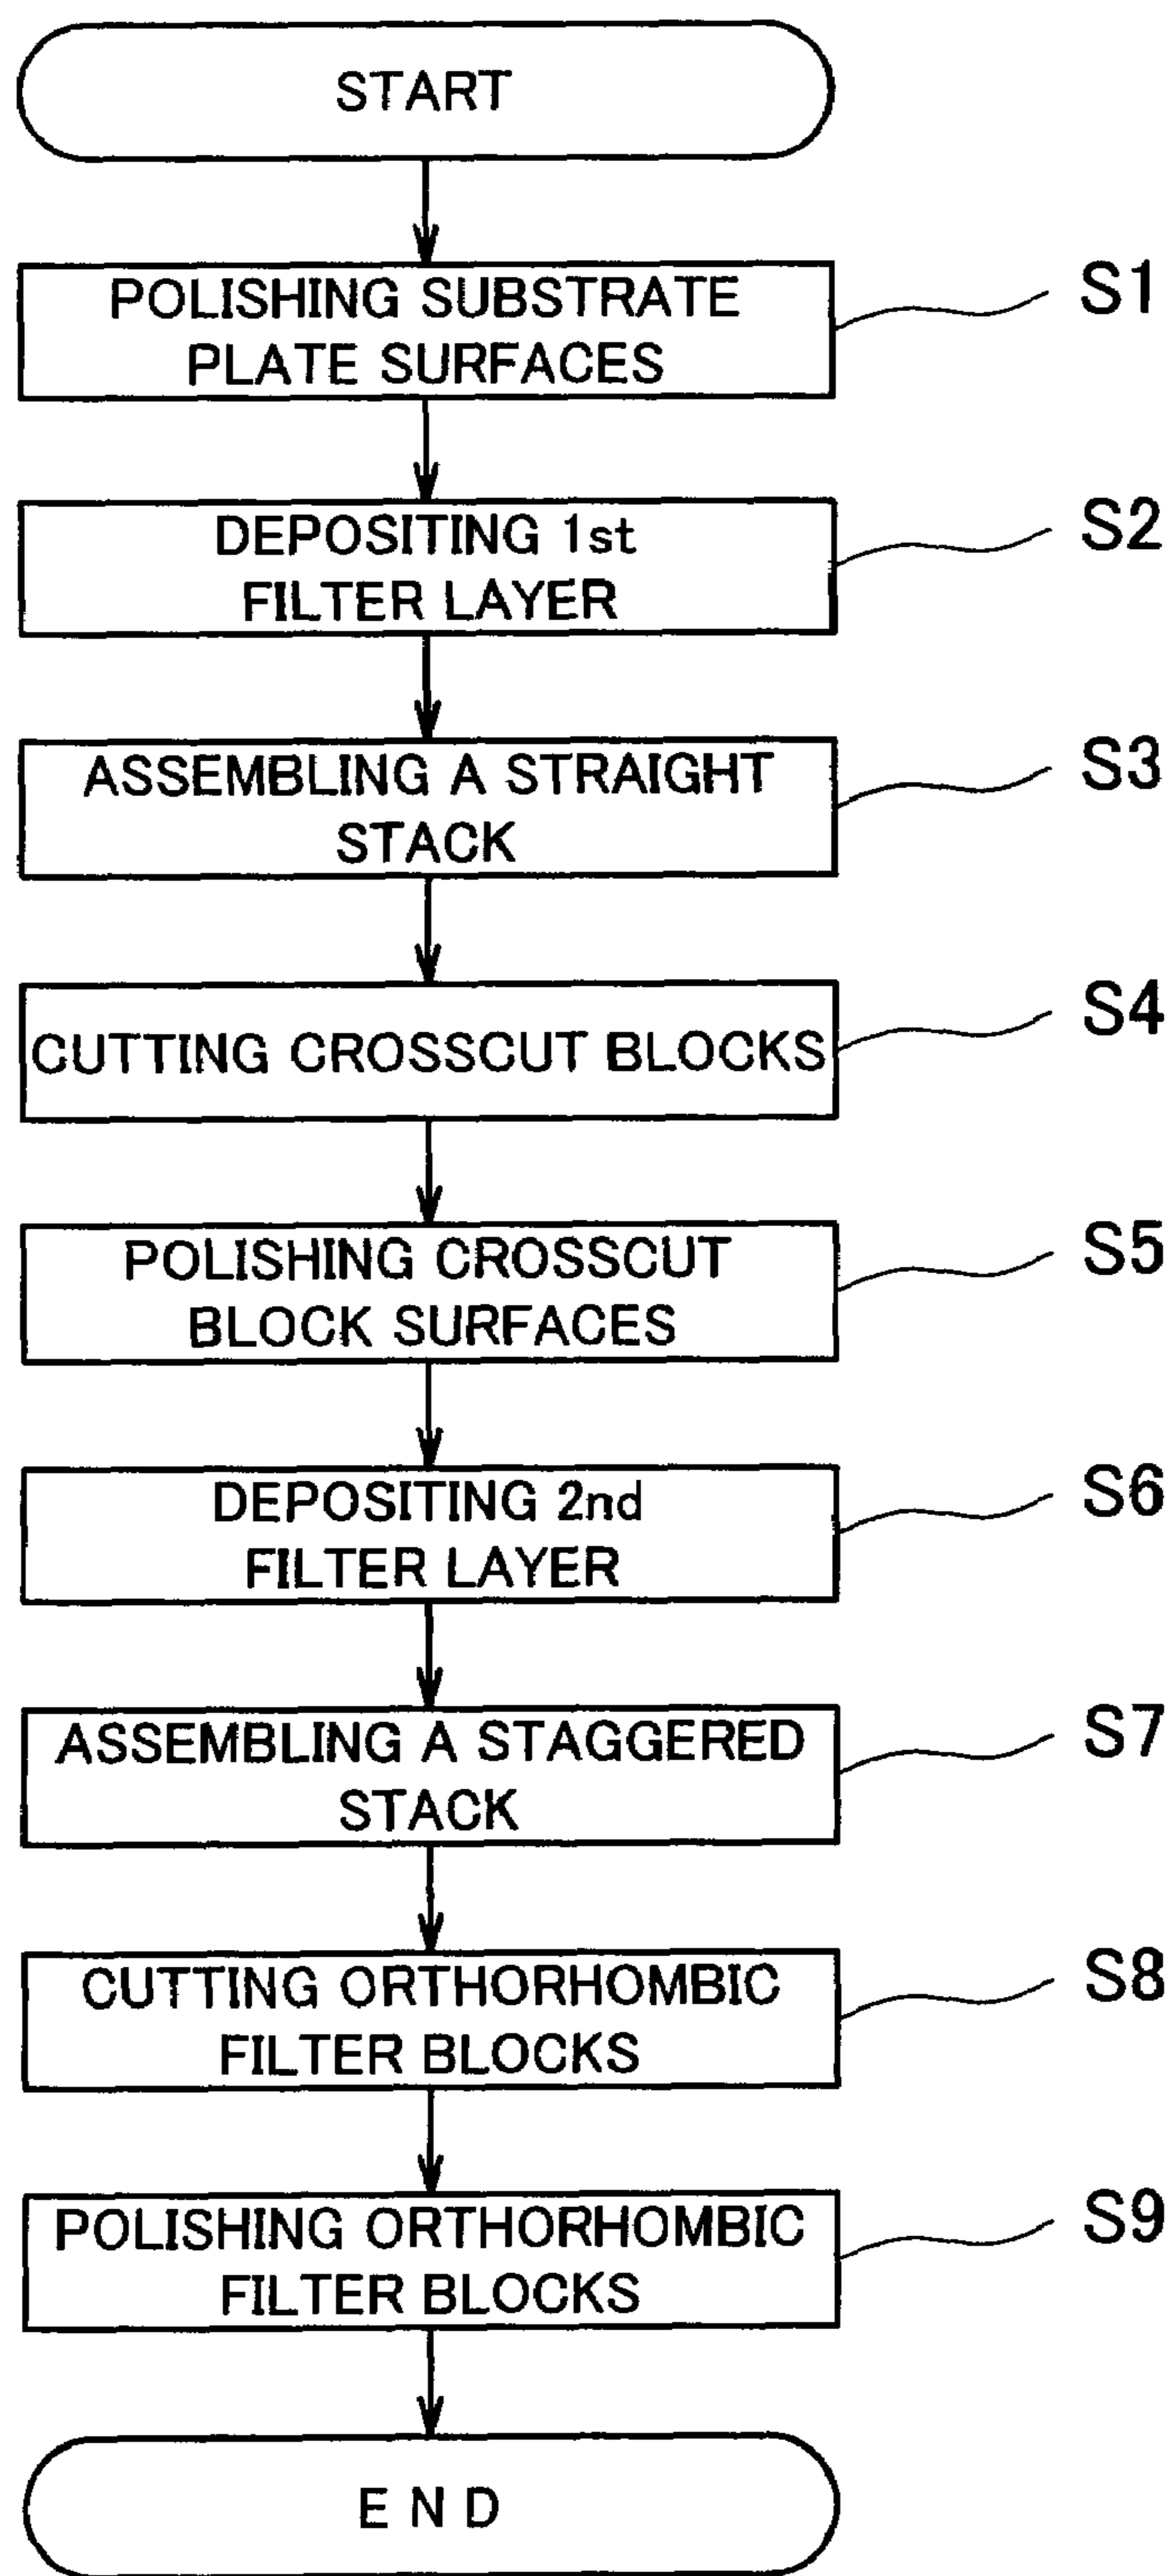 START
POLISHING SUBSTRATE
PLATE SURFACES
S1
DEPOSITING 1st
FILTER LAYER
S2
ASSEMBLING A STRAIGHT
STACK
S3
CUTTING CROSSCUT BLOCKS
S4
POLISHING CROSSCUT
BLOCK SURFACES
S5
DEPOSITING 2nd
FILTER LAYER
S6
ASSEMBLING A STAGGERED
STACK
S7
CUTTING ORTHORHOMBIC
FILTER BLOCKS
S8
POLISHING ORTHORHOMBIC
FILTER BLOCKS
S9
END